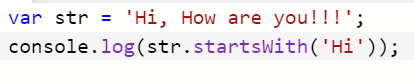 var str = 'Hi, How are you!!!';
console.log(str.startsWith('Hi'));